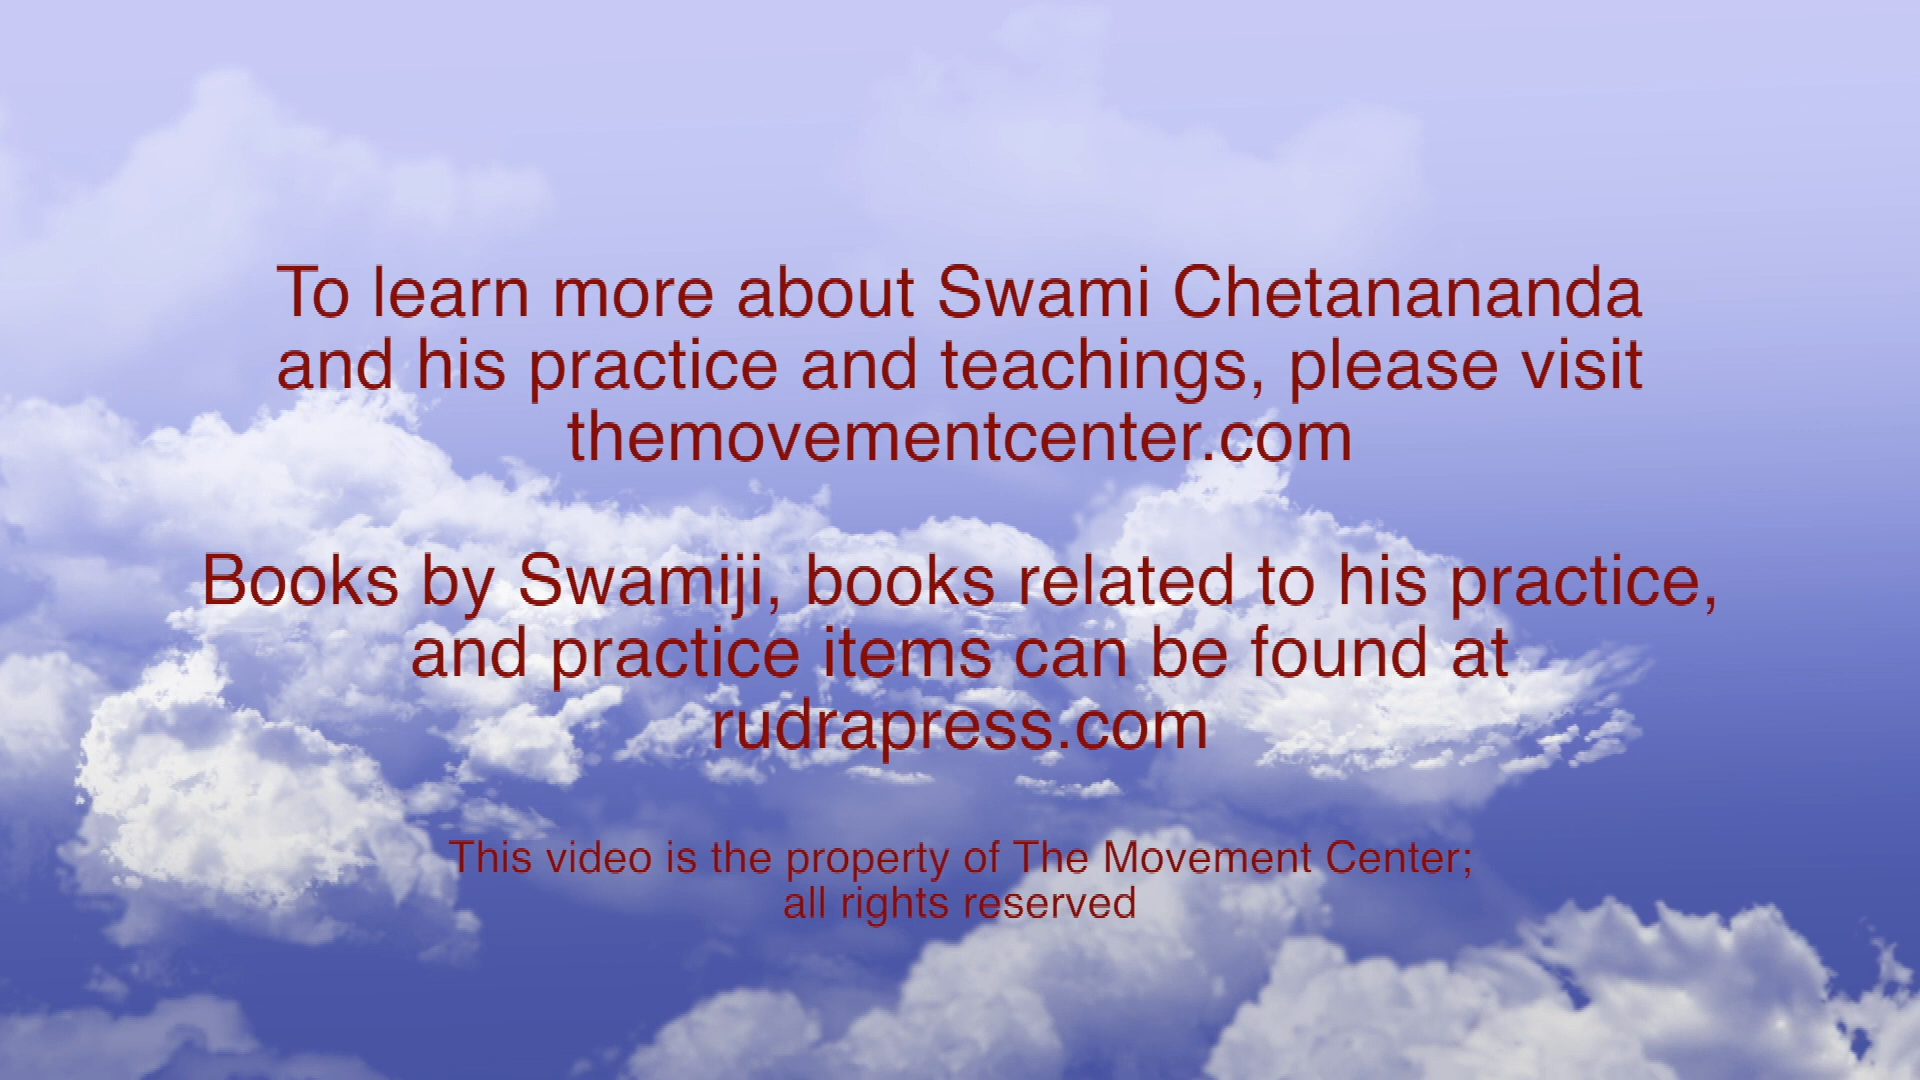 To learn more about Swami Chetanananda
and his practice and teachings, please visit
themovementcenter.com
Books by Swamiji, books related to his practice,
and practice items can be found at
rudrapress.com
This video is the property of The Movement Center;
all rights reserved